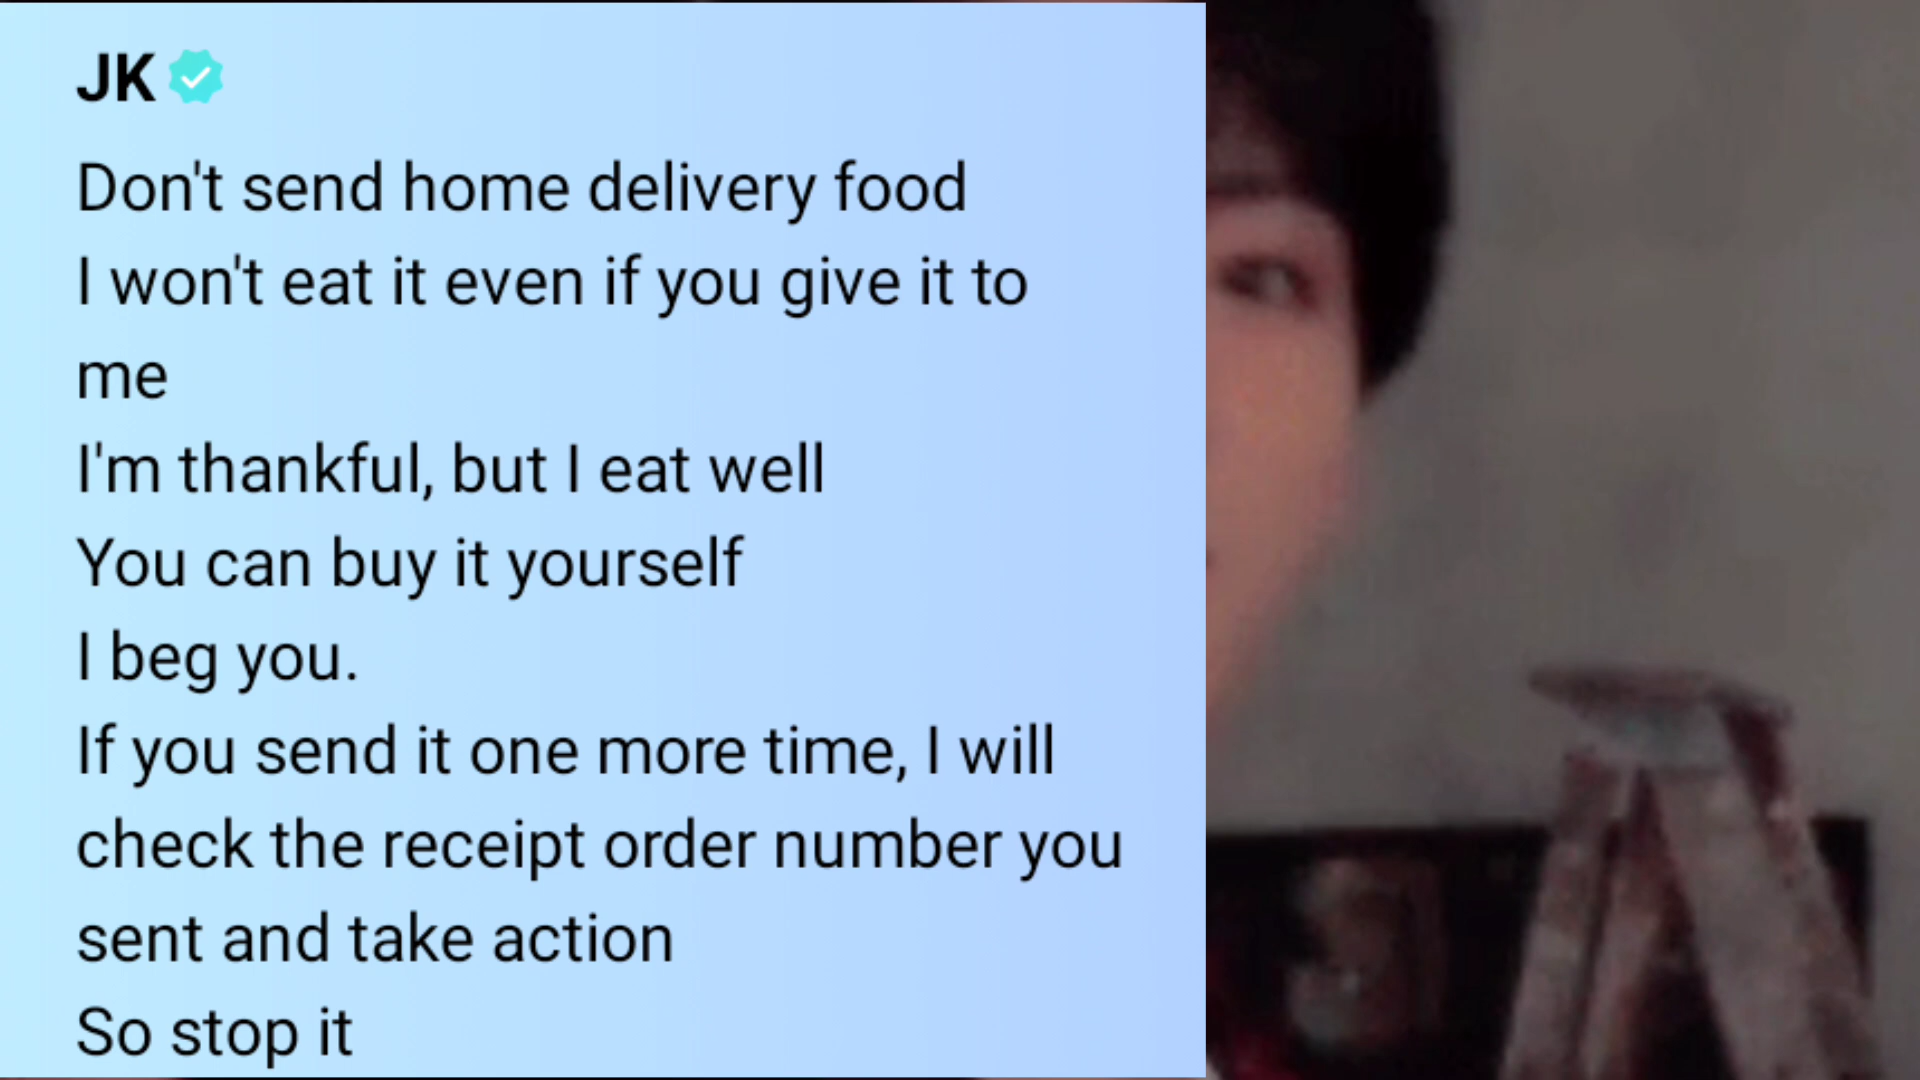 JK
Don't send home delivery food
I won't eat it even if you give it to
me
I'm thankful, but I eat well
You can buy it yourself
I beg you.
If you send it one more time, I will
check the receipt order number you
sent and take action
So stop it